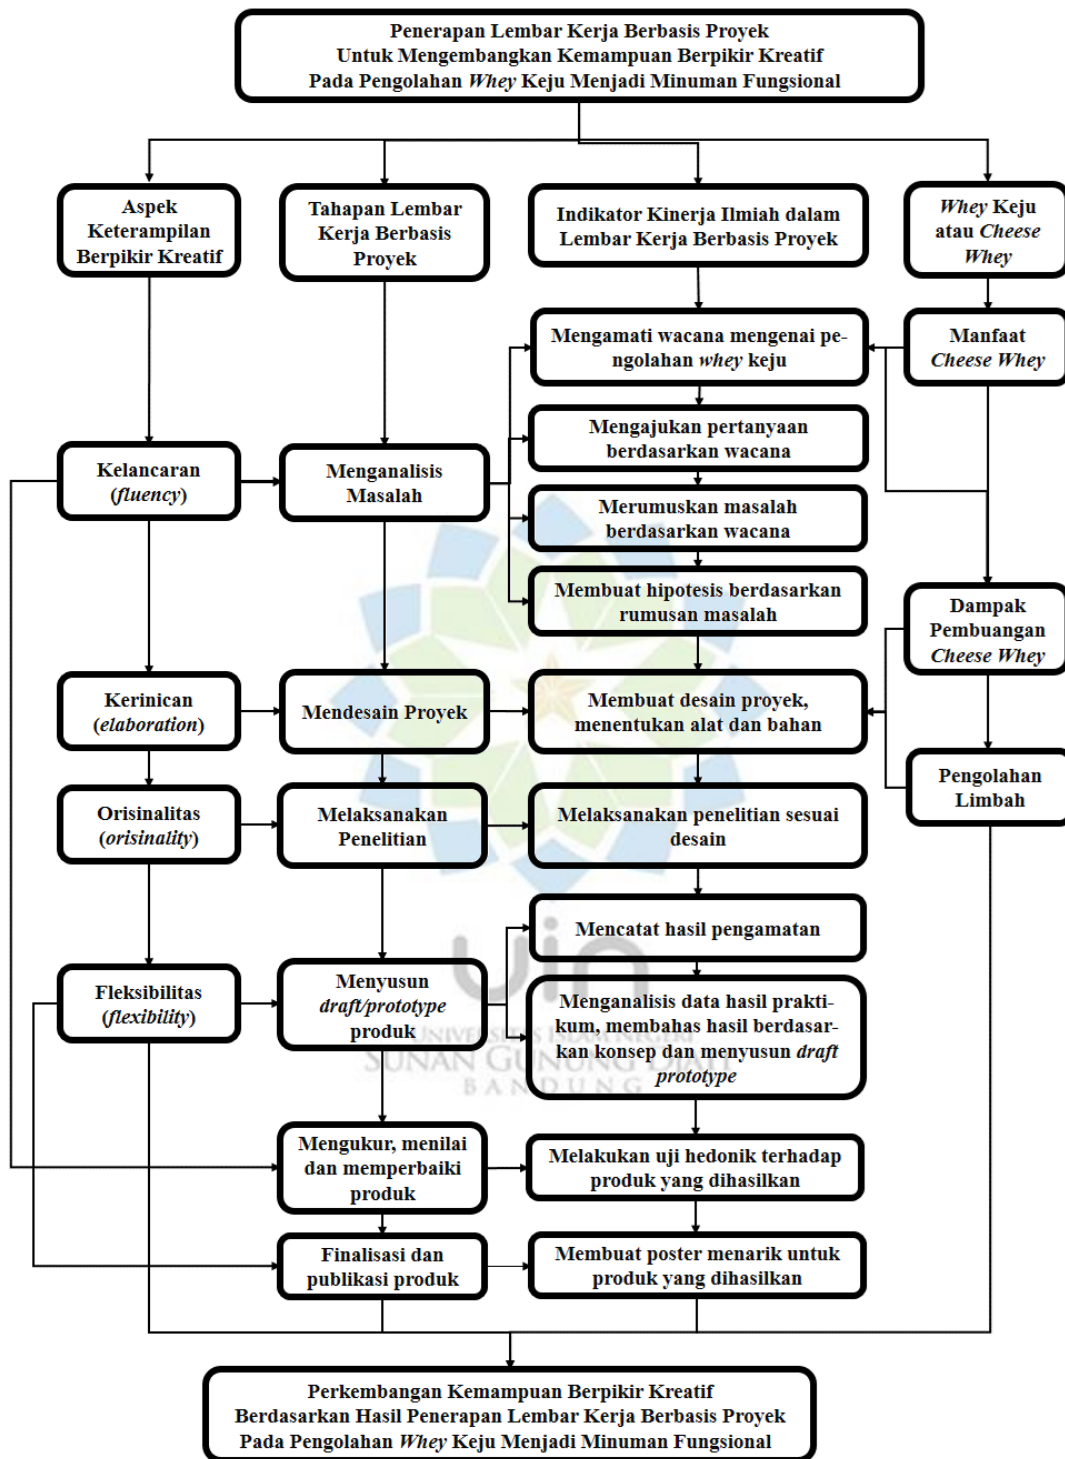 Penerapan Lembar Kerja Berbasis Proyek
Untuk Mengembangkan Kemampuan Berpikir Kreatif
Pada Pengolahan Whey Keju Menjadi Minuman Fungsional
Aspek
Keterampilan
Berpikir Kreatif
Tahapan Lembar
Kerja Berbasis
Proyek
Indikator Kinerja Ilmiah dalam
Lembar Kerja Berbasis Proyek
Whey Keju
atau Cheese
Whey
Mengamati wacana mengenai pe-
ngolahan whey keju
Manfaat
Cheese Whey
Mengajukan pertanyaan
berdasarkan wacana
Kelancaran
(fluency)
Menganalisis
Masalah
Merumuskan masalah
berdasarkan wacana
Membuat hipotesis berdasarkan
rumusan masalah
Dampak
Pembuangan
Cheese Whey
Kerinican
(elaboration)
Mendesain Proyek
Membuat desain proyek,
menentukan alat dan bahan
Pengolahan
Limbah
Orisinalitas
(orisinality)
Melaksanakan
Penelitian
Melaksanakan penelitian sesuai
desain
Mencatat hasil pengamatan
Fleksibilitas
(flexibility)
Menyusun
draft/prototype
produk
Menganalisis data hasil prakti-
kum, membahas hasil berdasar-
kan konsep dan menyusun draft
prototype
uin
UNIVERSITAS ISLAM NEGERI
SUNAN GUNUNG DJATI
BANDUNG
Mengukur, menilai
dan memperbaiki
produk
Melakukan uji hedonik terhadap
produk yang dihasilkan
Finalisasi dan
publikasi produk
Membuat poster menarik untuk
produk yang dihasilkan
Perkembangan Kemampuan Berpikir Kreatif
Berdasarkan Hasil Penerapan Lembar Kerja Berbasis Proyek
Pada Pengolahan Whey Keju Menjadi Minuman Fungsional